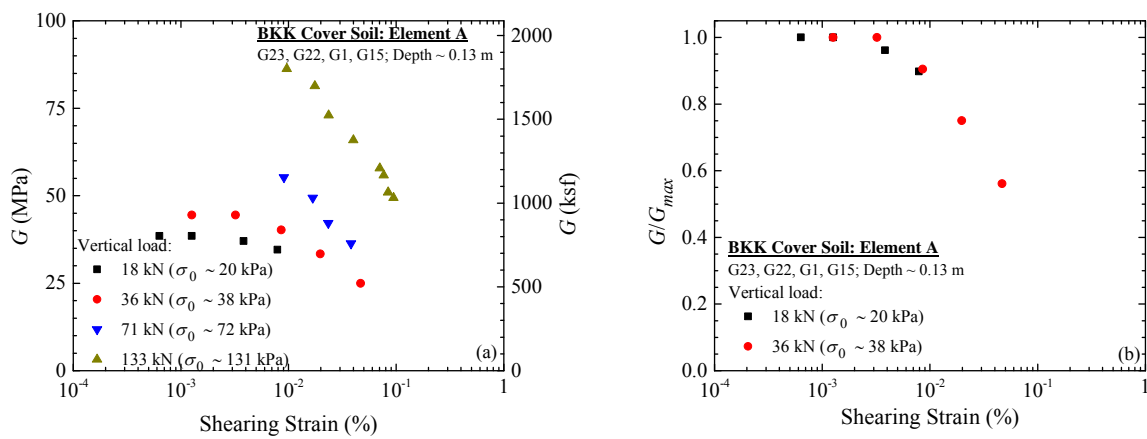 100
75
50
25
0
G (MPa)
BKK Cover Soil: Element A
G23, G22, G1, G15; Depth ~ 0.13 m
Vertical load:
18 kN (σ0 ~ 20 kPa)
36 kN (σ0 ~ 38 kPa)
71 kN (σ0 ~ 72 kPa)
133 kN (σ0 ~ 131 kPa)
(a)
2000
1500
1000
500
0
G (ksf)
10-4 10-3 10-2 10-1 1
Shearing Strain (%)
1.0
0.8
0.6
0.4
0.2
0.0
G/Gmax
BKK Cover Soil: Element A
G23, G22, G1, G15; Depth ~ 0.13 m
Vertical load:
18 kN (σ0 ~ 20 kPa)
36 kN (σ0 ~ 38 kPa)
(b)
10-4 10-3 10-2 10-1 1
Shearing Strain (%)